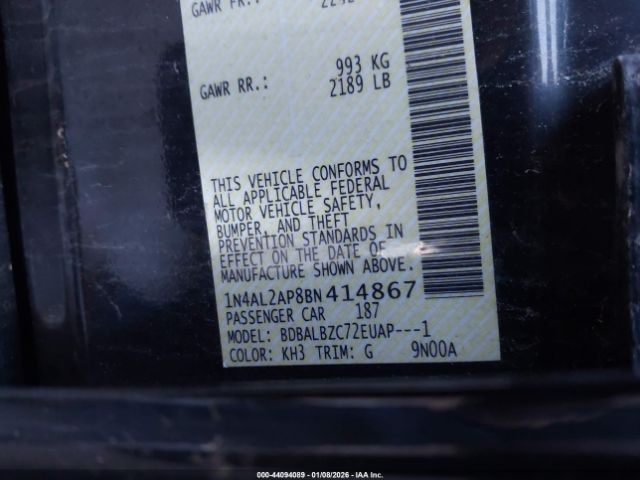 GAWR FR.:
993 KG
GAWR RR.: 2189 LB
THIS VEHICLE CONFORMS TO
ALL APPLICABLE FEDERAL
MOTOR VEHICLE SAFETY,
BUMPER, AND THEFT
PREVENTION STANDARDS IN
EFFECT ON THE DATE OF
MANUFACTURE SHOWN ABOVE.
1N4AL2AP8BN414867
PASSENGER CAR 187
MODEL: BDBALBZC72EUAP---1
COLOR: KH3 TRIM: G 9N00A
000-44094089 - 01/08/2026 - IAA Inc.